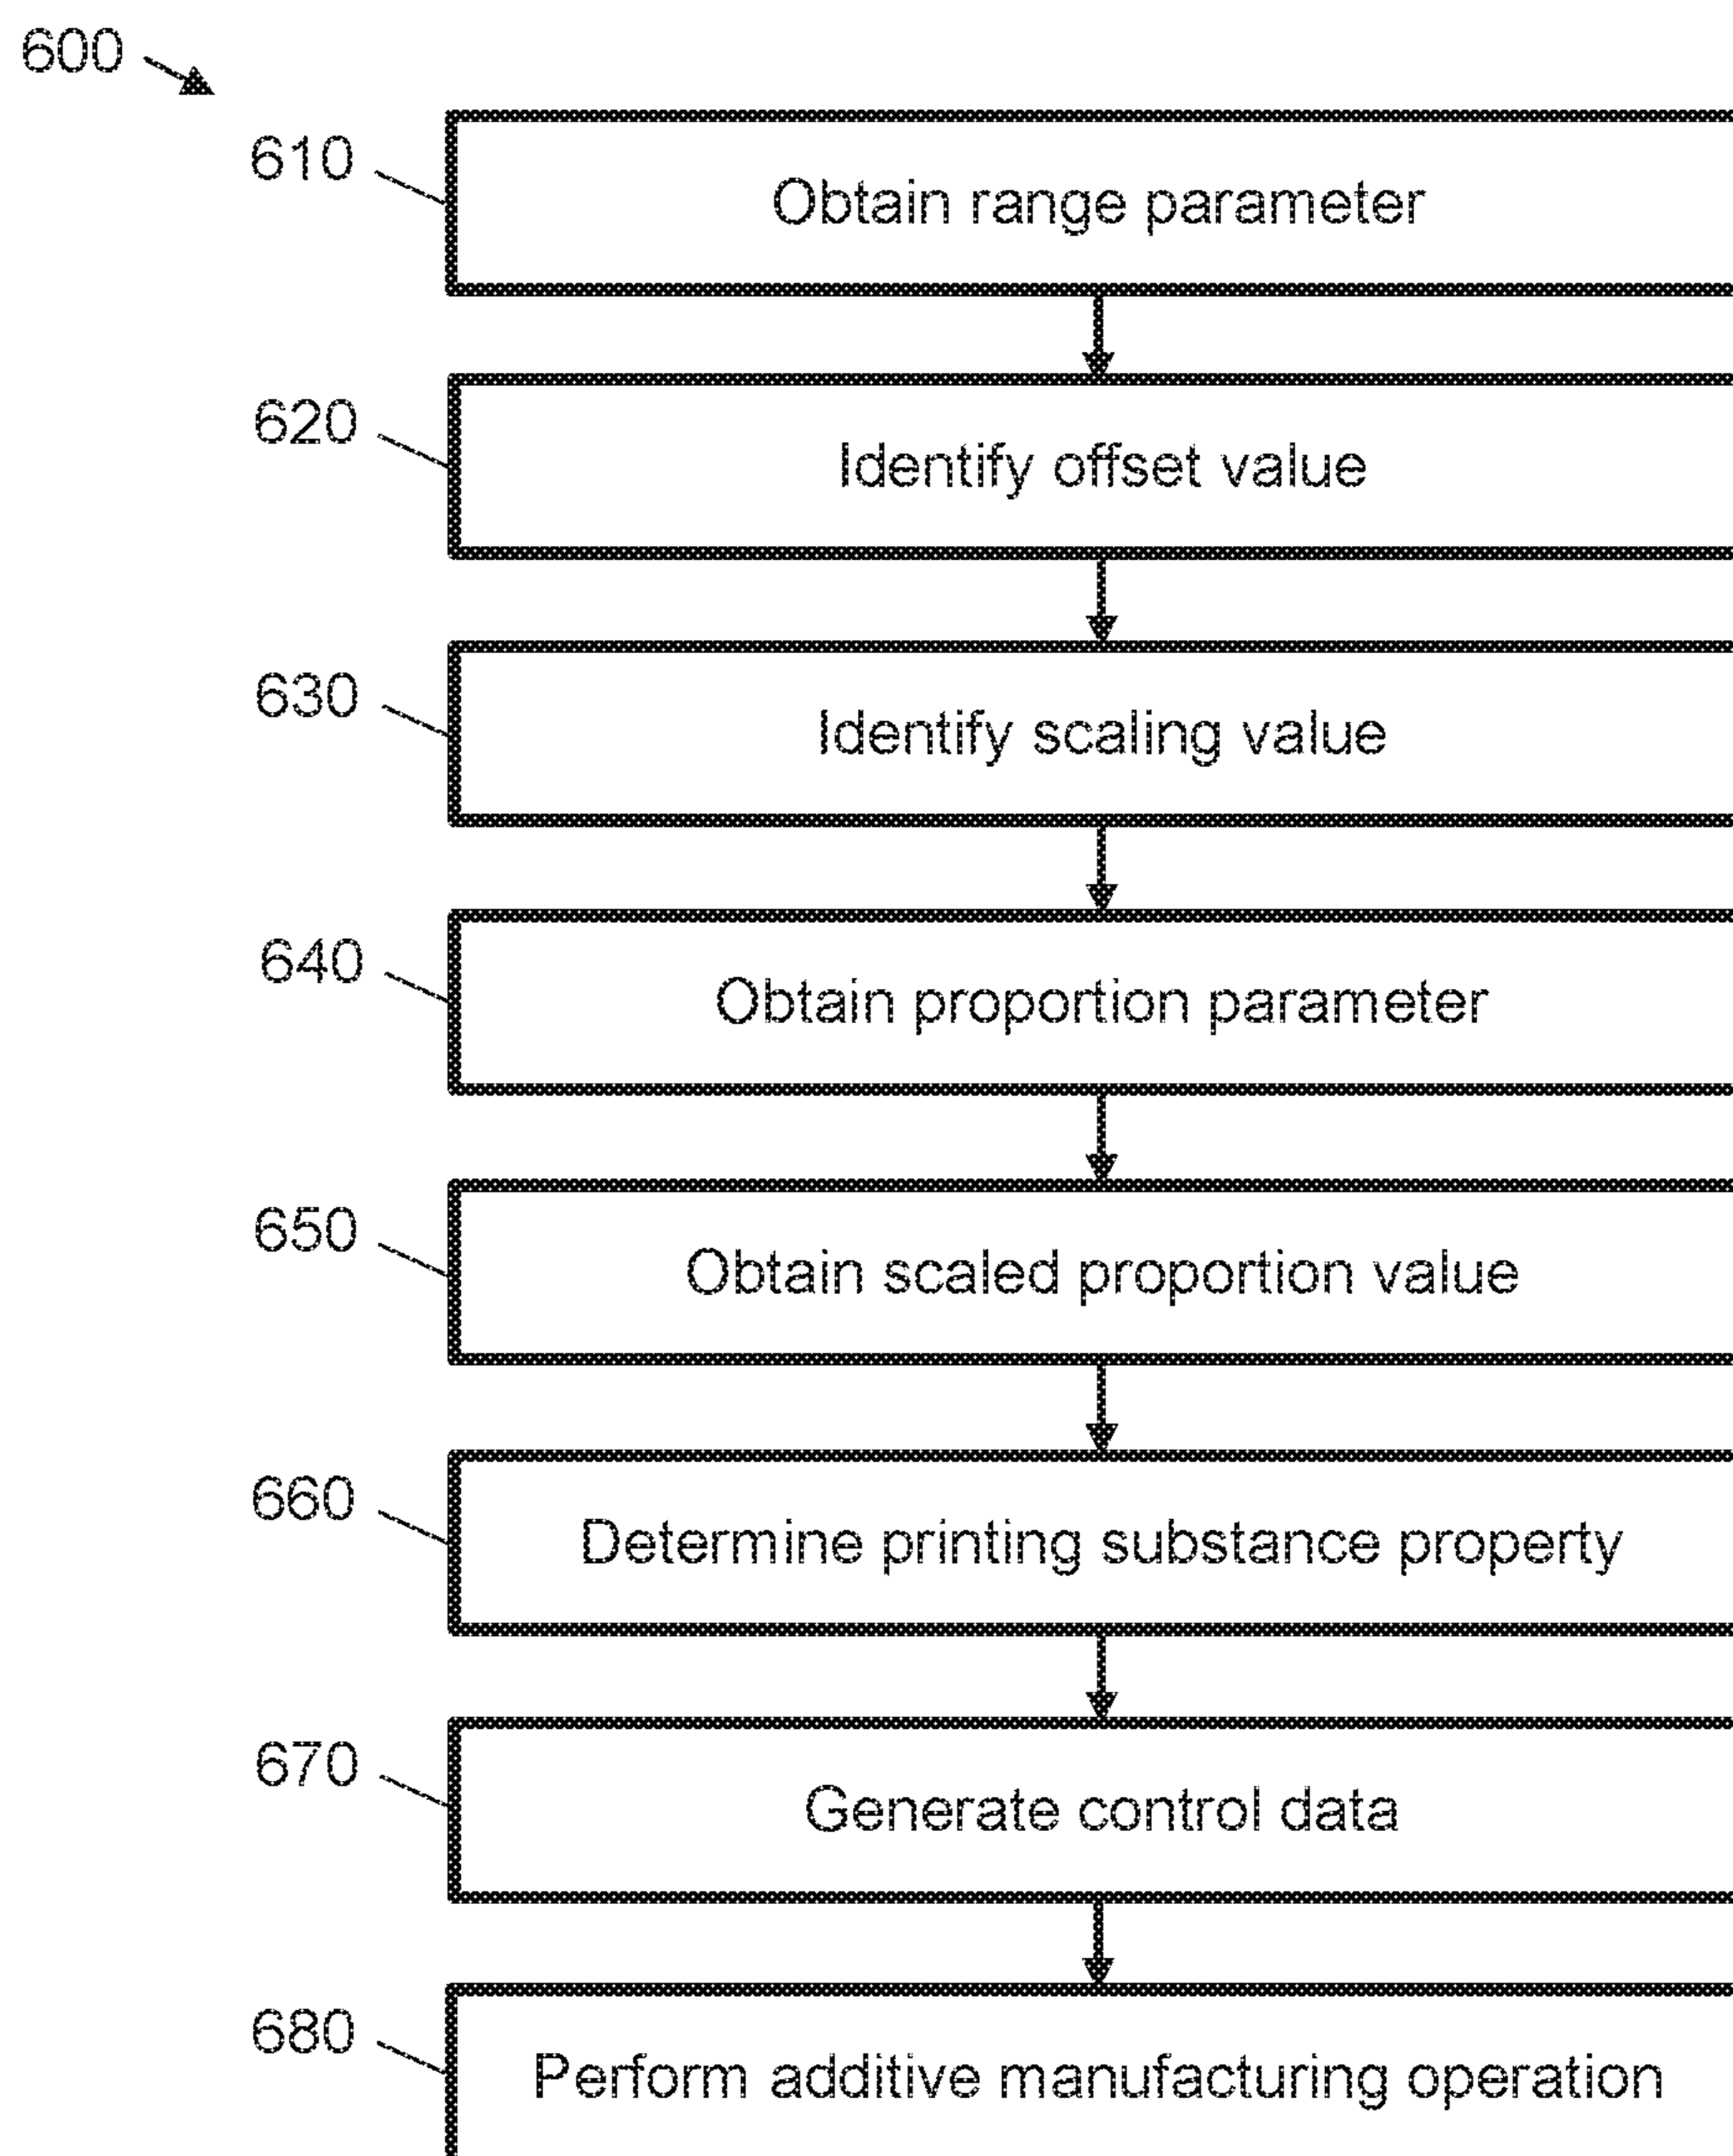 600
610
Obtain range parameter
620
Identify offset value
630
Identify scaling value
640
Obtain proportion parameter
650
Obtain scaled proportion value
660
Determine printing substance property
670
Generate control data
680
Perform additive manufacturing operation